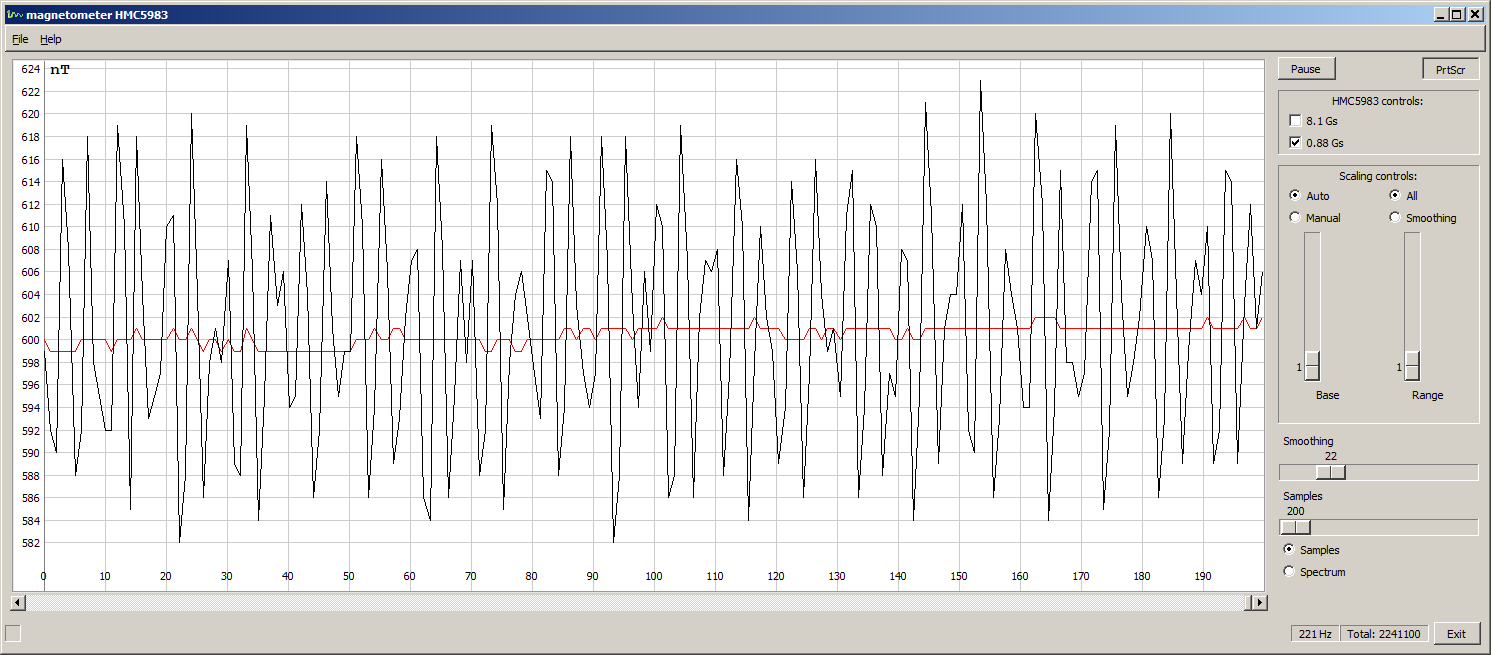 magnetometer HMC5983
File Help
nT
624
622
620
618
616
614
612
610
608
606
604
602
600
598
596
594
592
590
588
586
584
582
0 10 20 30 40 50 60 70 80 90 100 110 120 130 140 150 160 170 180 190
Pause PrtScr
HMC5983 controls:
8.1 Gs
0.88 Gs
Scaling controls:
Auto All
Manual Smoothing
1 1
Base Range
Smoothing
22
Samples
200
Samples
Spectrum
221 Hz Total: 2241100 Exit